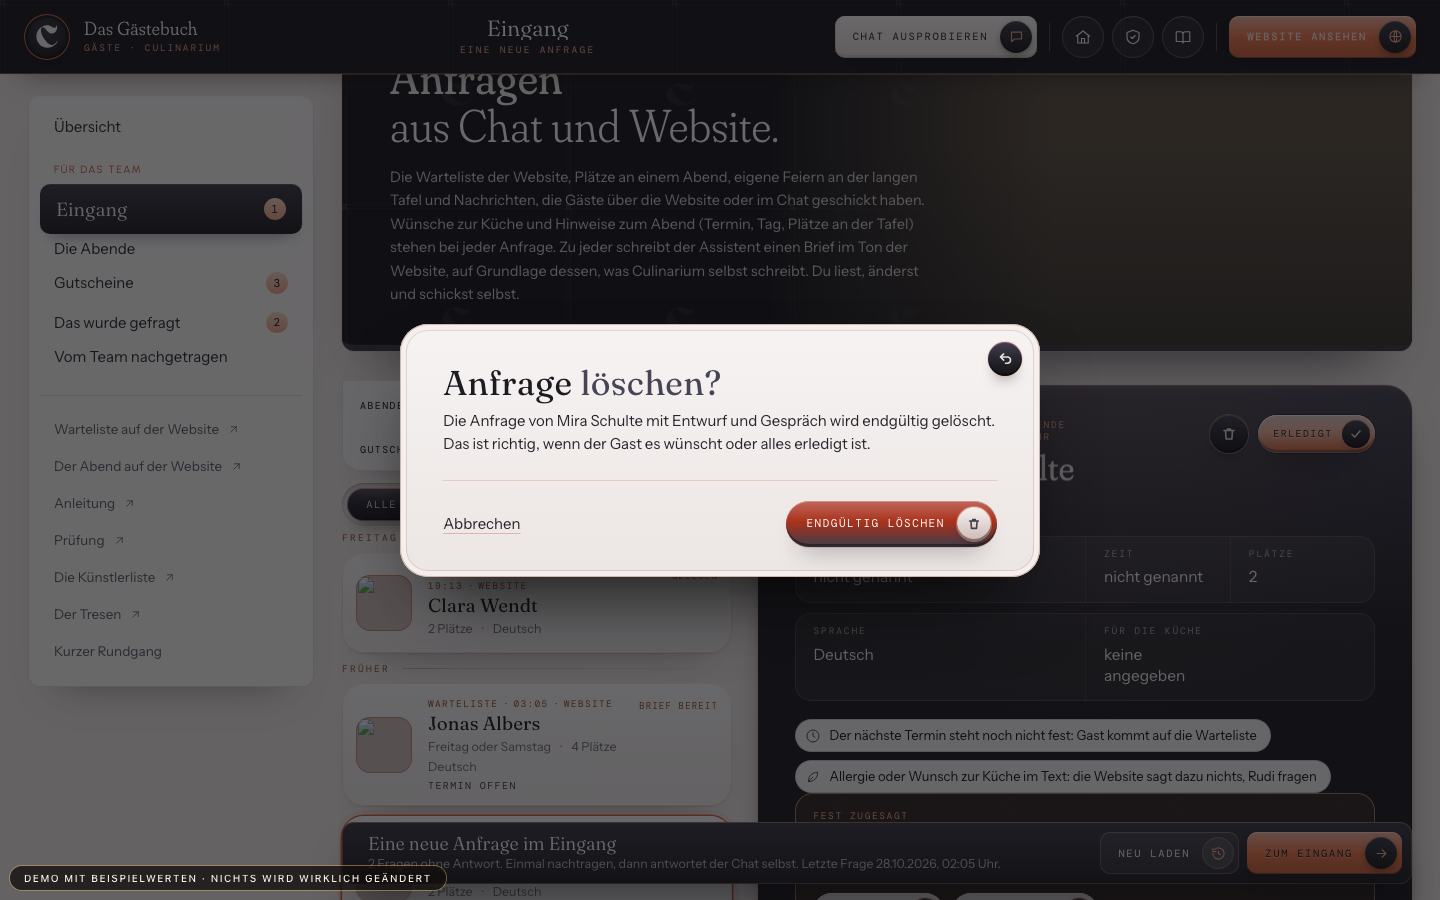 Das Gästebuch
GÄSTE · CULINARIUM
Eingang
EINE NEUE ANFRAGE
CHAT AUSPROBIEREN
WEBSITE ANSEHEN
Übersicht
FÜR DAS TEAM
Eingang 1
Die Abende
Gutscheine 3
Das wurde gefragt 2
Vom Team nachgetragen
Warteliste auf der Website
Der Abend auf der Website
Anleitung
Prüfung
Die Künstlerliste
Der Tresen
Kurzer Rundgang
Anfragen
aus Chat und Website.
Die Warteliste der Website, Plätze an einem Abend, eigene Feiern an der langen
Tafel und Nachrichten, die Gäste über die Website oder im Chat geschickt haben.
Wünsche zur Küche und Hinweise zum Abend (Termin, Tag, Plätze an der Tafel)
stehen bei jeder Anfrage. Zu jeder schreibt der Assistent einen Brief im Ton der
Website, auf Grundlage dessen, was Culinarium selbst schreibt. Du liest, änderst
und schickst selbst.
Anfrage löschen?
Die Anfrage von Mira Schulte mit Entwurf und Gespräch wird endgültig gelöscht.
Das ist richtig, wenn der Gast es wünscht oder alles erledigt ist.
Abbrechen
ENDGÜLTIG LÖSCHEN
ALLE
19:13 · WEBSITE
Clara Wendt
2 Plätze · Deutsch
FRÜHER
WARTELISTE · 03:05 · WEBSITE
BRIEF BEREIT
Jonas Albers
Freitag oder Samstag · 4 Plätze
Deutsch
TERMIN OFFEN
2 Plätze · Deutsch
ERLEDIGT
nicht genannt
ZEIT
nicht genannt
PLÄTZE
2
SPRACHE
Deutsch
FÜR DIE KÜCHE
keine
angegeben
Der nächste Termin steht noch nicht fest: Gast kommt auf die Warteliste
Allergie oder Wunsch zur Küche im Text: die Website sagt dazu nichts, Rudi fragen
FEST ZUGESAGT
Eine neue Anfrage im Eingang
2 Fragen ohne Antwort. Einmal nachtragen, dann antwortet der Chat selbst. Letzte Frage 28.10.2026, 02:05 Uhr.
NEU LADEN
ZUM EINGANG
DEMO MIT BEISPIELWERTEN · NICHTS WIRD WIRKLICH GEÄNDERT